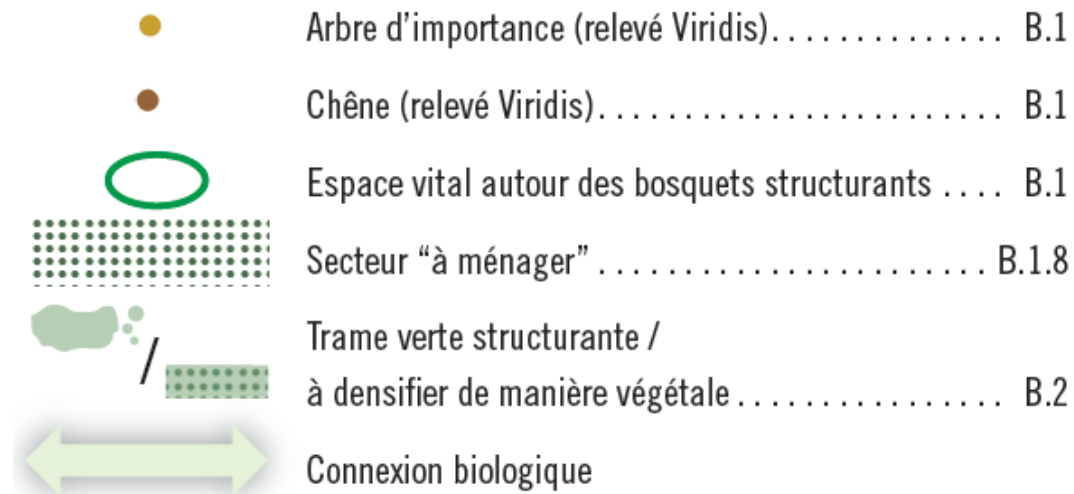 Arbre d'importance (relevé Viridis). . . . . . . . . . . . . . B.1
Chêne (relevé Viridis). . . . . . . . . . . . . . . . . . . . . . . . B.1
Espace vital autour des bosquets structurants . . . . B.1
Secteur “à ménager” . . . . . . . . . . . . . . . . . . . . . . . B.1.8
Trame verte structurante /
à densifier de manière végétale . . . . . . . . . . . . . . . . B.2
Connexion biologique